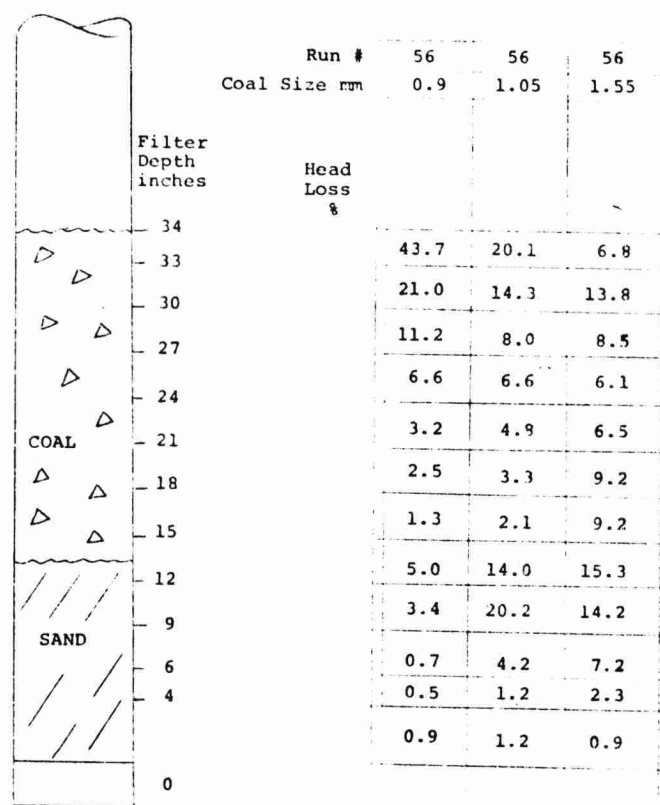 Run # 56 56 56
Coal Size mm 0.9 1.05 1.55
Filter
Depth
inches
Head
Loss
%
34
43.7 20.1 6.8
33
21.0 14.3 13.8
30
11.2 8.0 8.5
27
6.6 6.6 6.1
24
3.2 4.8 6.5
COAL 21
2.5 3.3 9.2
18
1.3 2.1 9.2
15
5.0 14.0 15.3
12
3.4 20.2 14.2
9
SAND
0.7 4.2 7.2
6
0.5 1.2 2.3
4
0.9 1.2 0.9
0